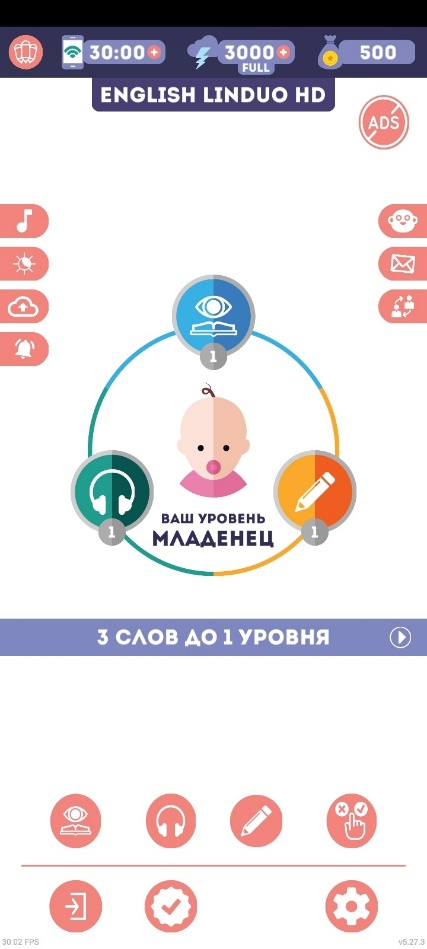 30:00
3000
FULL
500
ENGLISH LINDUO HD
ADS
1
1
1
ВАШ УРОВЕНЬ
МЛАДЕНЕЦ
3 СЛОВ ДО 1 УРОВНЯ
30.02 FPS
v5.27.3